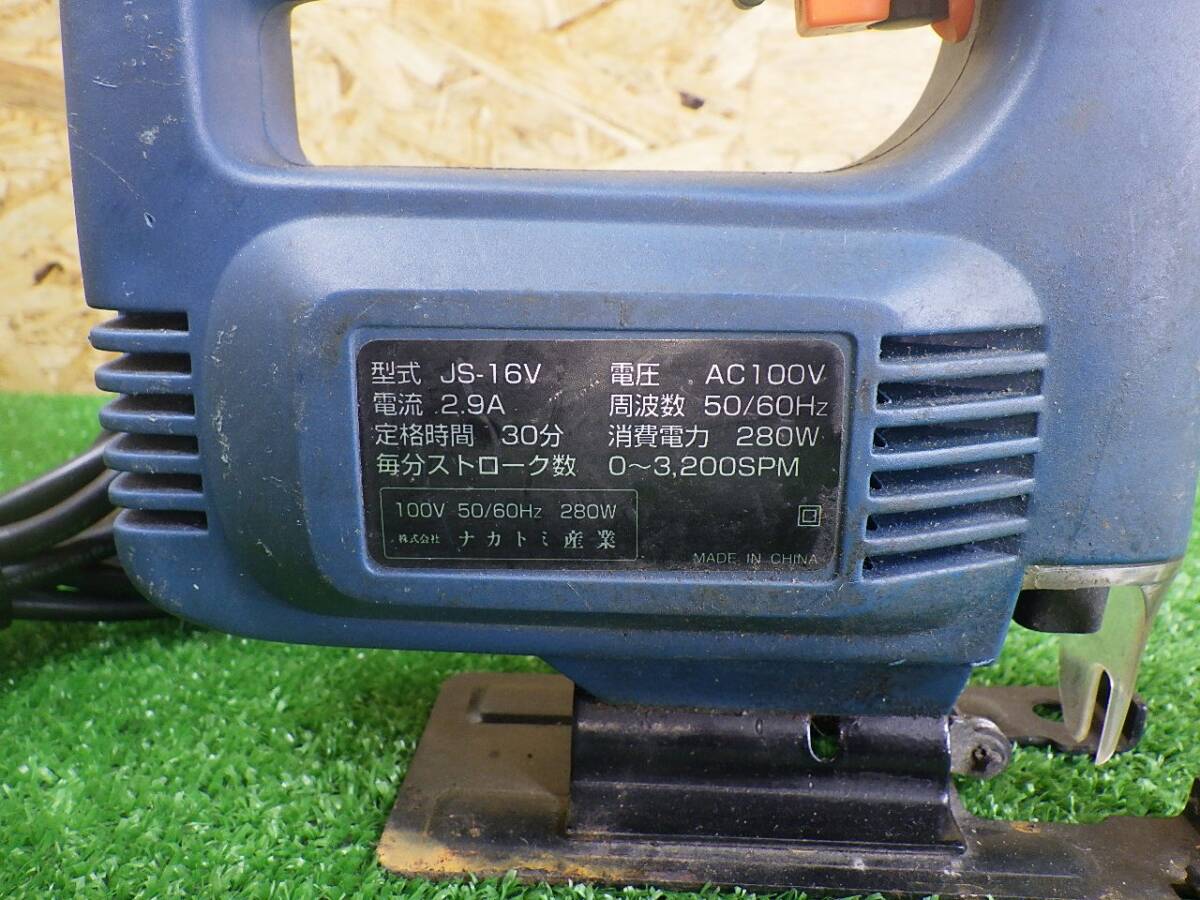 型式 JS-16V 電圧 AC100V
電流 2.9A 周波数 50/60Hz
定格時間 30分 消費電力 280W
毎分ストローク数 0〜3,200SPM
100V 50/60Hz 280W
株式会社 ナカトミ産業
MADE IN CHINA